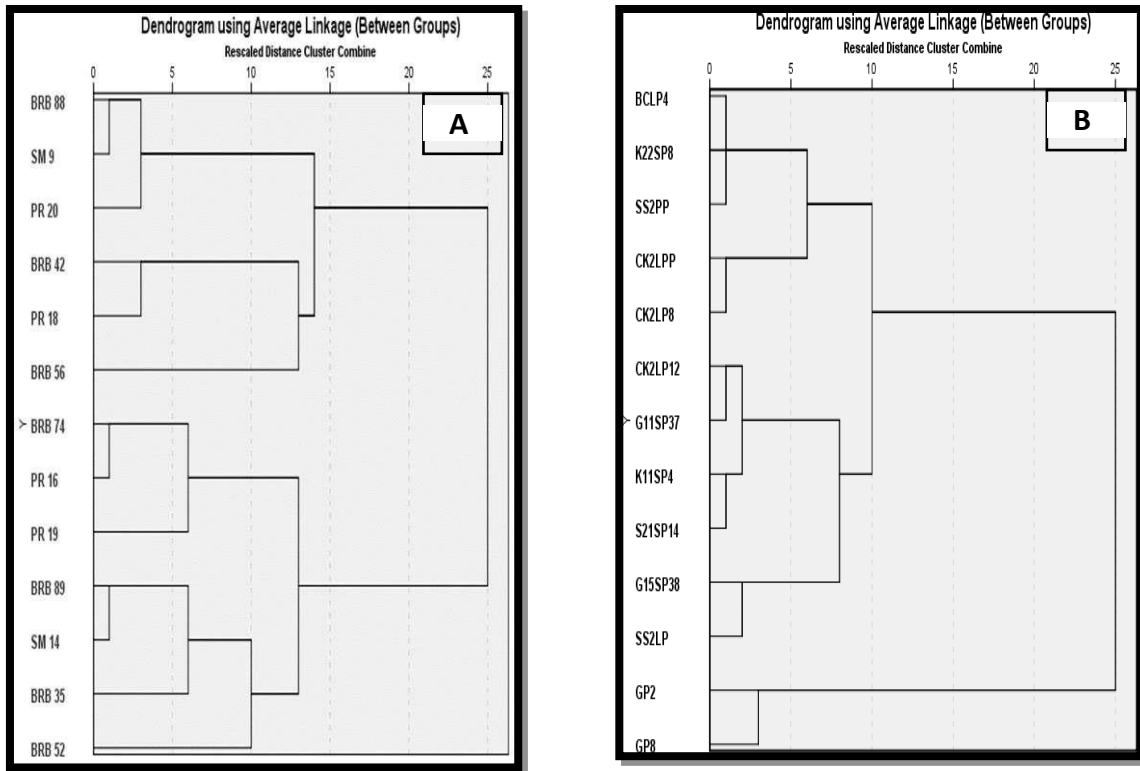 Dendrogram using Average Linkage (Between Groups)
Rescaled Distance Cluster Combine
0 5 10 15 20 25
A
BRB 88
SM 9
PR 20
BRB 42
PR 18
BRB 56
Y
BRB 74
PR 16
PR 19
BRB 89
SM 14
BRB 35
BRB 52
Dendrogram using Average Linkage (Between Groups)
Rescaled Distance Cluster Combine
0 5 10 15 20 25
B
BCLP4
K22SP8
SS2PP
CK2LPP
CK2LP8
CK2LP12
Y
G11SP37
K11SP4
S21SP14
G15SP38
SS2LP
GP2
GP8